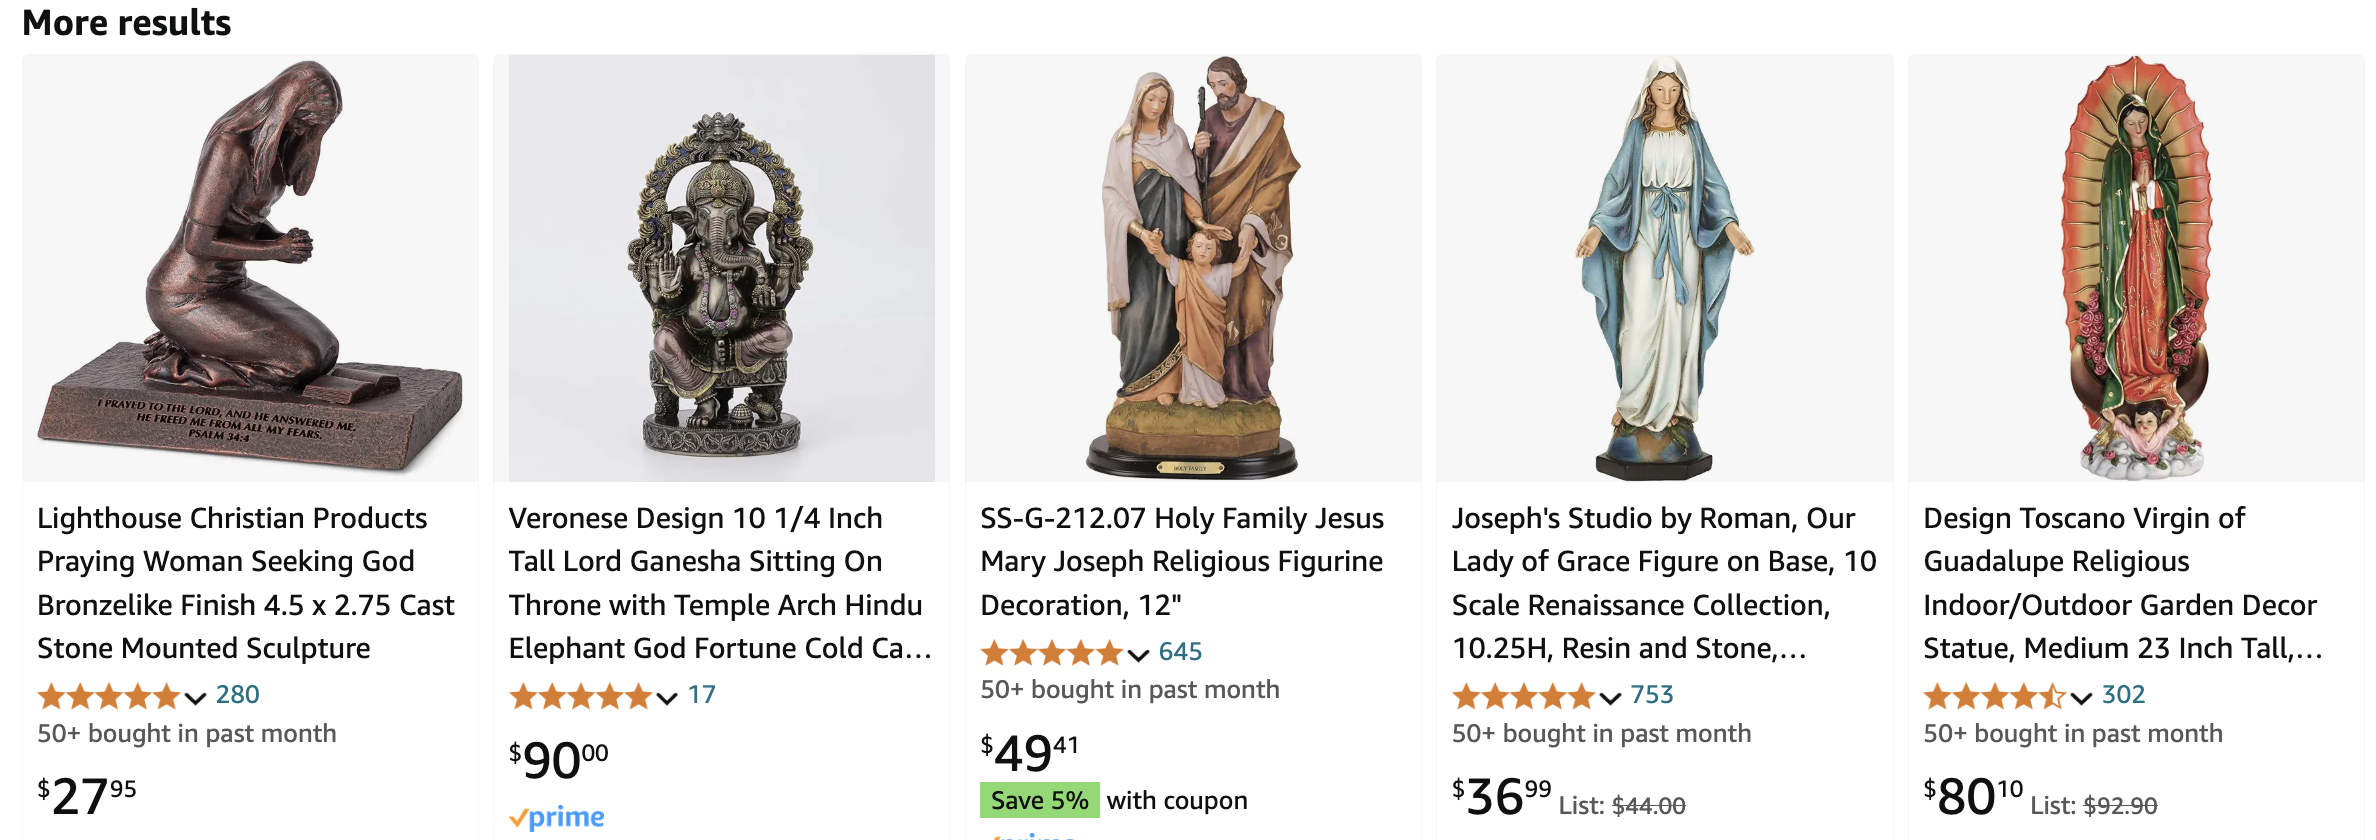 More results
I PRAYED TO THE LORD, AND HE ANSWERED ME.
HE FREED ME FROM ALL MY FEARS.
PSALM 34:4
HOLY FAMILY
Lighthouse Christian Products
Praying Woman Seeking God
Bronzelike Finish 4.5 x 2.75 Cast
Stone Mounted Sculpture
280
50+ bought in past month
$27.95
Veronese Design 10 1/4 Inch
Tall Lord Ganesha Sitting On
Throne with Temple Arch Hindu
Elephant God Fortune Cold Ca…
17
$90.00
prime
SS-G-212.07 Holy Family Jesus
Mary Joseph Religious Figurine
Decoration, 12"
645
50+ bought in past month
$49.41
Save 5% with coupon
prime
Joseph's Studio by Roman, Our
Lady of Grace Figure on Base, 10
Scale Renaissance Collection,
10.25H, Resin and Stone,…
753
50+ bought in past month
$36.99 List: $44.00
Design Toscano Virgin of
Guadalupe Religious
Indoor/Outdoor Garden Decor
Statue, Medium 23 Inch Tall,…
302
50+ bought in past month
$80.10 List: $92.90